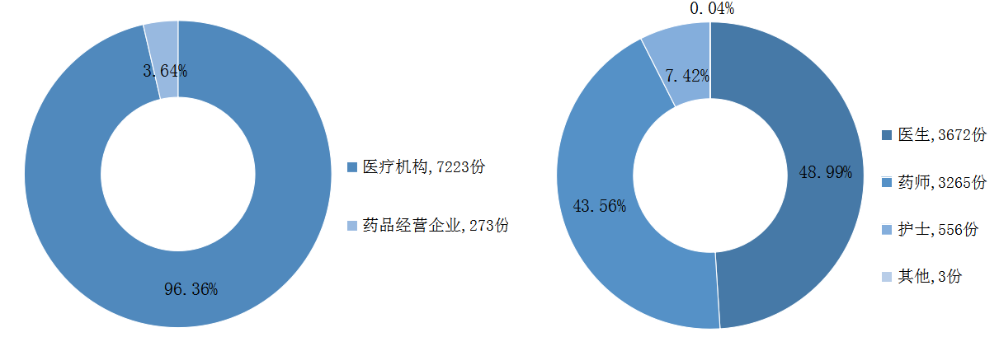 3.64%
96.36%
医疗机构,7223份
药品经营企业,273份
0.04%
7.42%
48.99%
43.56%
医生,3672份
药师,3265份
护士,556份
其他,3份